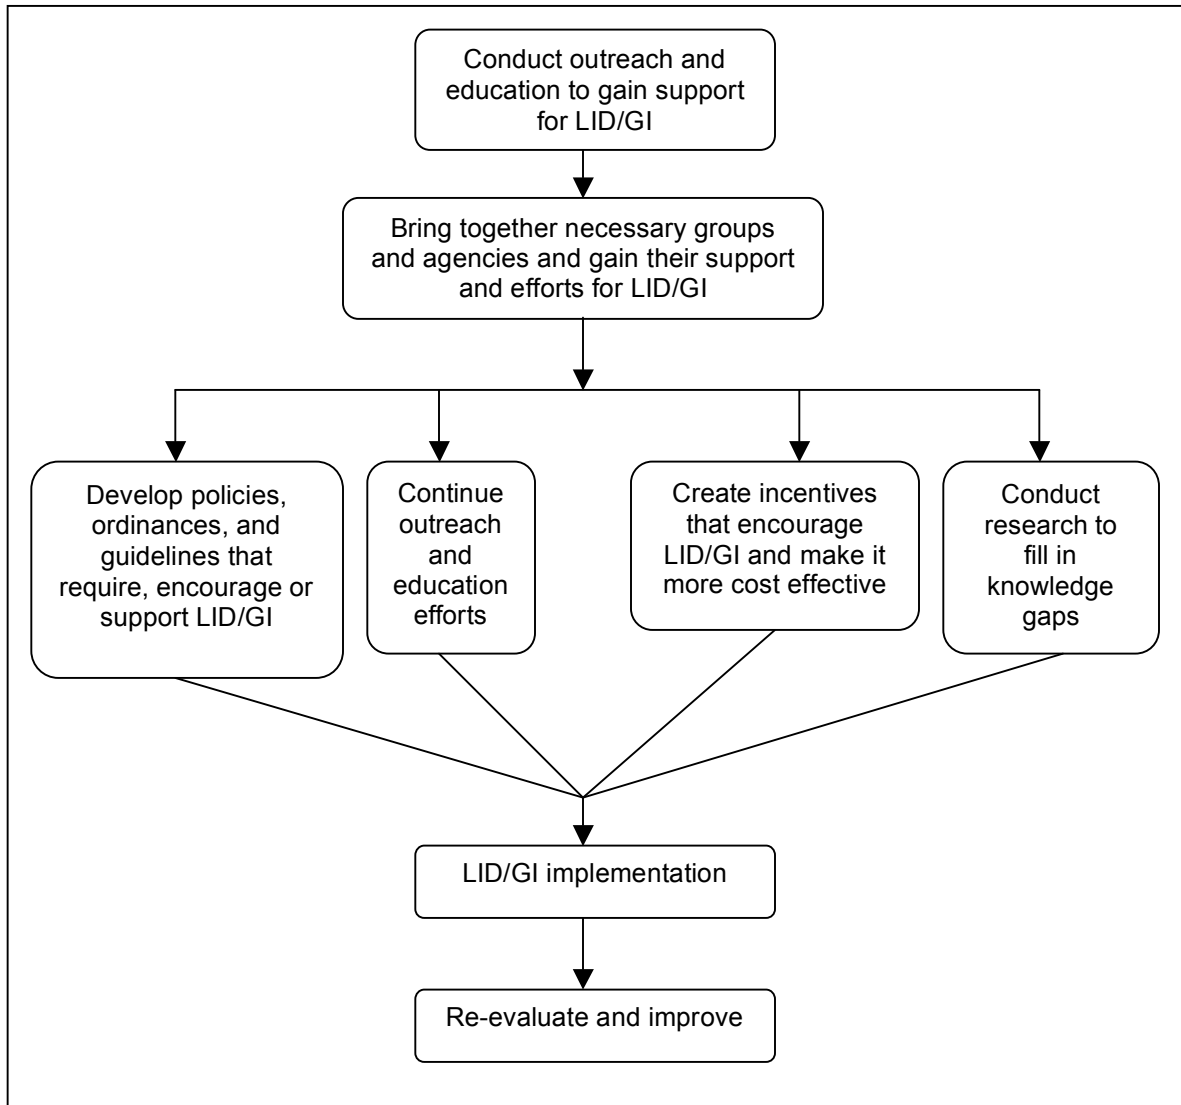 Conduct outreach and
education to gain support
for LID/GI
Bring together necessary groups
and agencies and gain their support
and efforts for LID/GI
Develop policies,
ordinances, and
guidelines that
require, encourage or
support LID/GI
Continue
outreach
and
education
efforts
Create incentives
that encourage
LID/GI and make it
more cost effective
Conduct
research to
fill in
knowledge
gaps
LID/GI implementation
Re-evaluate and improve